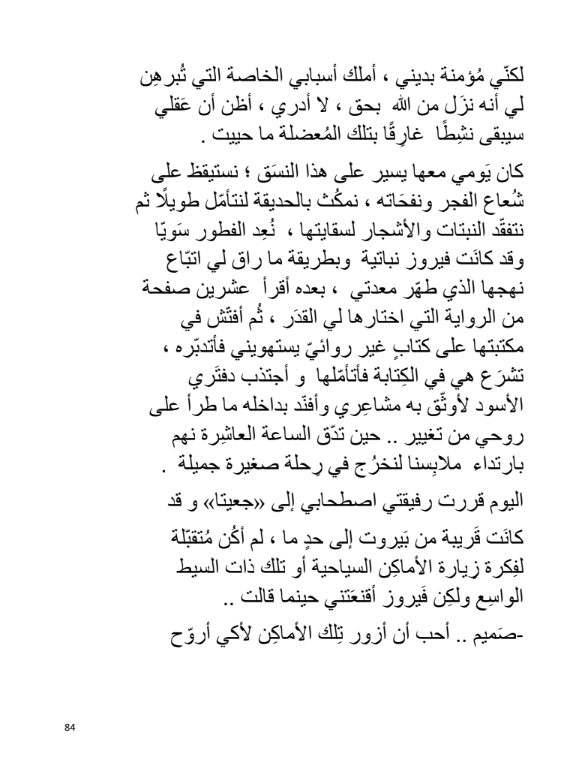 لكنّي مُؤمنة بديني ، أملك أسبابي الخاصة التي تُبرهِن
لي أنه نزَل من الله بحق ، لا أدري ، أظن أن عَقلي
سيبقى نشِطًا غارِقًا بتلك المُعضلة ما حييت .
كان يَومي معها يسير على هذا النسَق ؛ نستيقظ على
شُعاع الفجر ونفحَاته ، نمكُث بالحديقة لنتأمّل طويلًا ثم
نتفقّد النبتات والأشجار لسقايتها ، نُعِد الفطور سَويّا
وقد كانَت فيروز نباتية وبطريقة ما راق لي اتبّاع
نهجها الذي طهّر معدتي ، بعده أقرأ عشرين صفحة
من الرواية التي اختارها لي القدَر ، ثُم أفتّش في
مكتبتها على كتابٍ غير روائيّ يستهويني فأتدبّره ،
تشرَع هي في الكِتابة فأتأمّلها و أجتذب دفتَري
الأسود لأوثّق به مشاعِري وأفنّد بداخله ما طرأ على
روحي من تغيير .. حين تدّق الساعة العاشِرة نهم
بارتداء ملابِسنا لنخرُج في رِحلة صغيرة جميلة .
اليوم قررت رفيقتي اصطحابي إلى «جعيتا» و قد
كانَت قَريبة من بَيروت إلى حدٍ ما ، لم أكُن مُتقبّلة
لفِكرة زِيارة الأماكِن السياحية أو تلك ذات السيط
الواسِع ولكِن فَيروز أقنعَتني حينما قالت ..
-صَميم .. أحب أن أزور تِلك الأماكِن لأكي أروّح
84